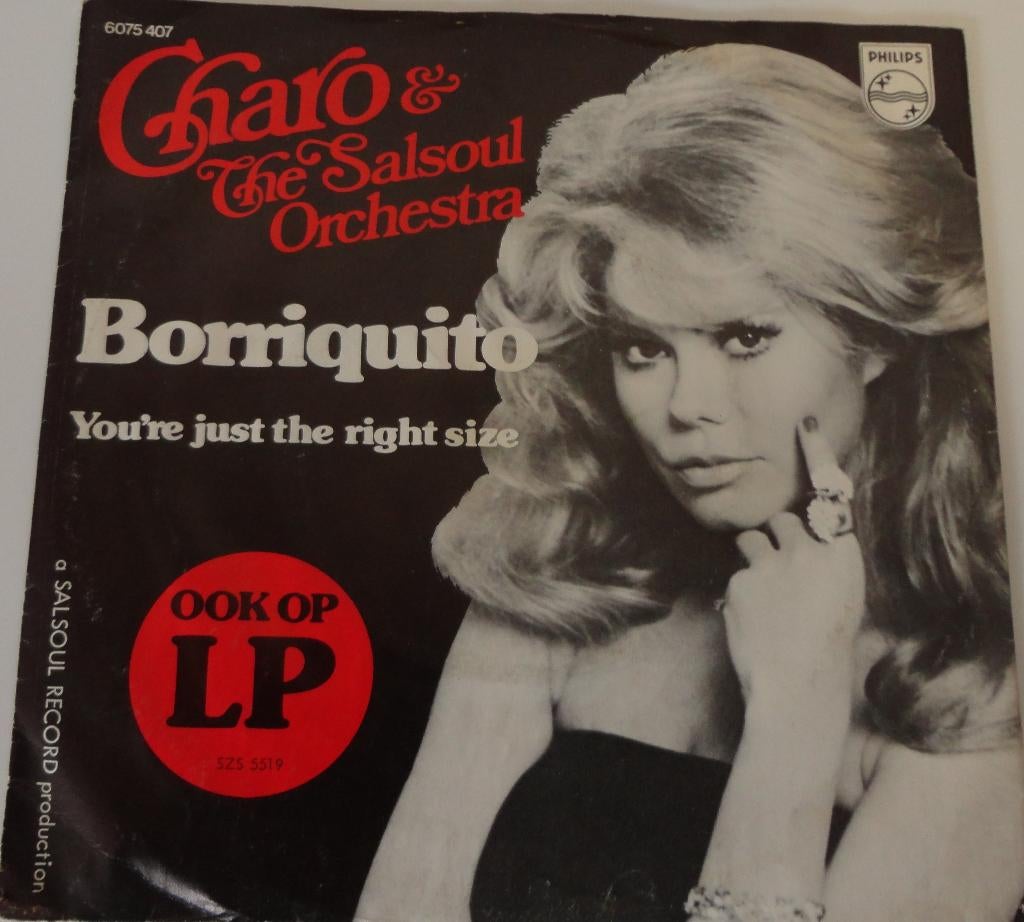 6075 407
PHILIPS
Charo &
The Salsoul
Orchestra
Borriquito
You're just the right size
OOK OP
LP
SZS 5519
a SALSOUL RECORD production